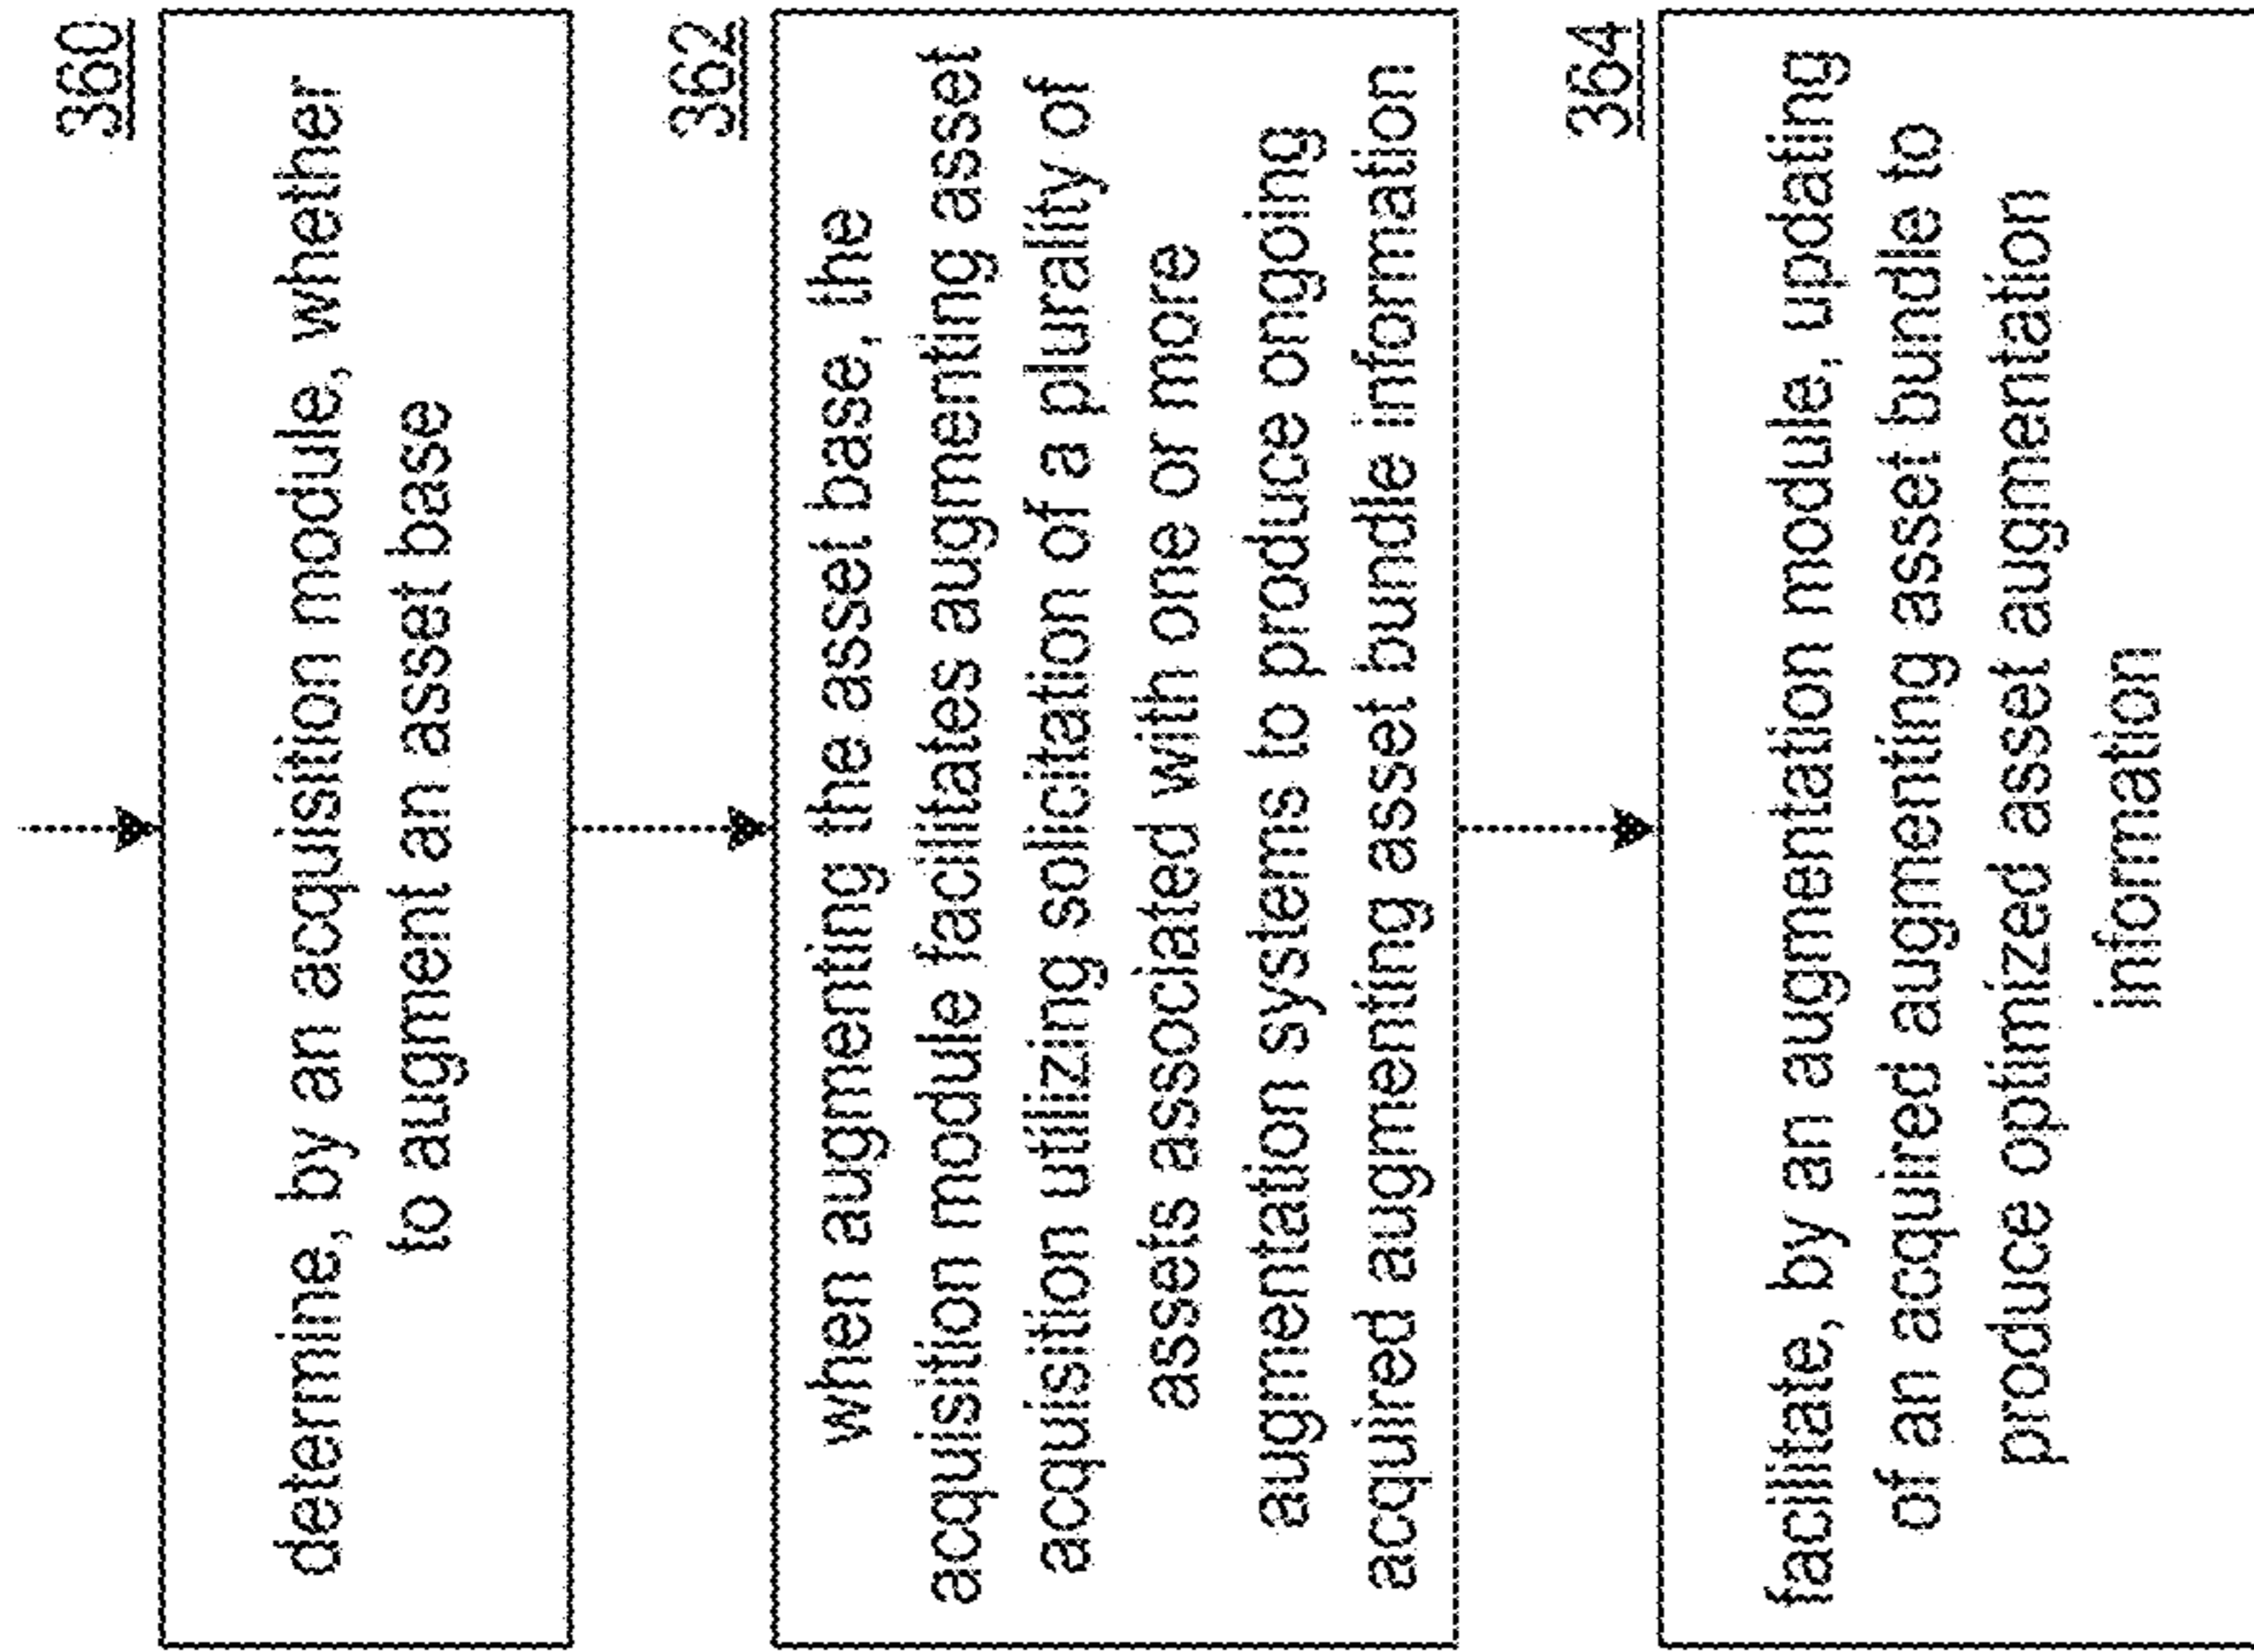 360
determine, by an acquisition module, whether
to augment an asset base
362
when augmenting the asset base, the
acquisition module facilitates augmenting asset
acquisition utilizing solicitation of a plurality of
assets associated with one or more
augmentation systems to produce ongoing
acquired augmenting asset bundle information
364
facilitate, by an augmentation module, updating
of an acquired augmenting asset bundle to
produce optimized asset augmentation
information